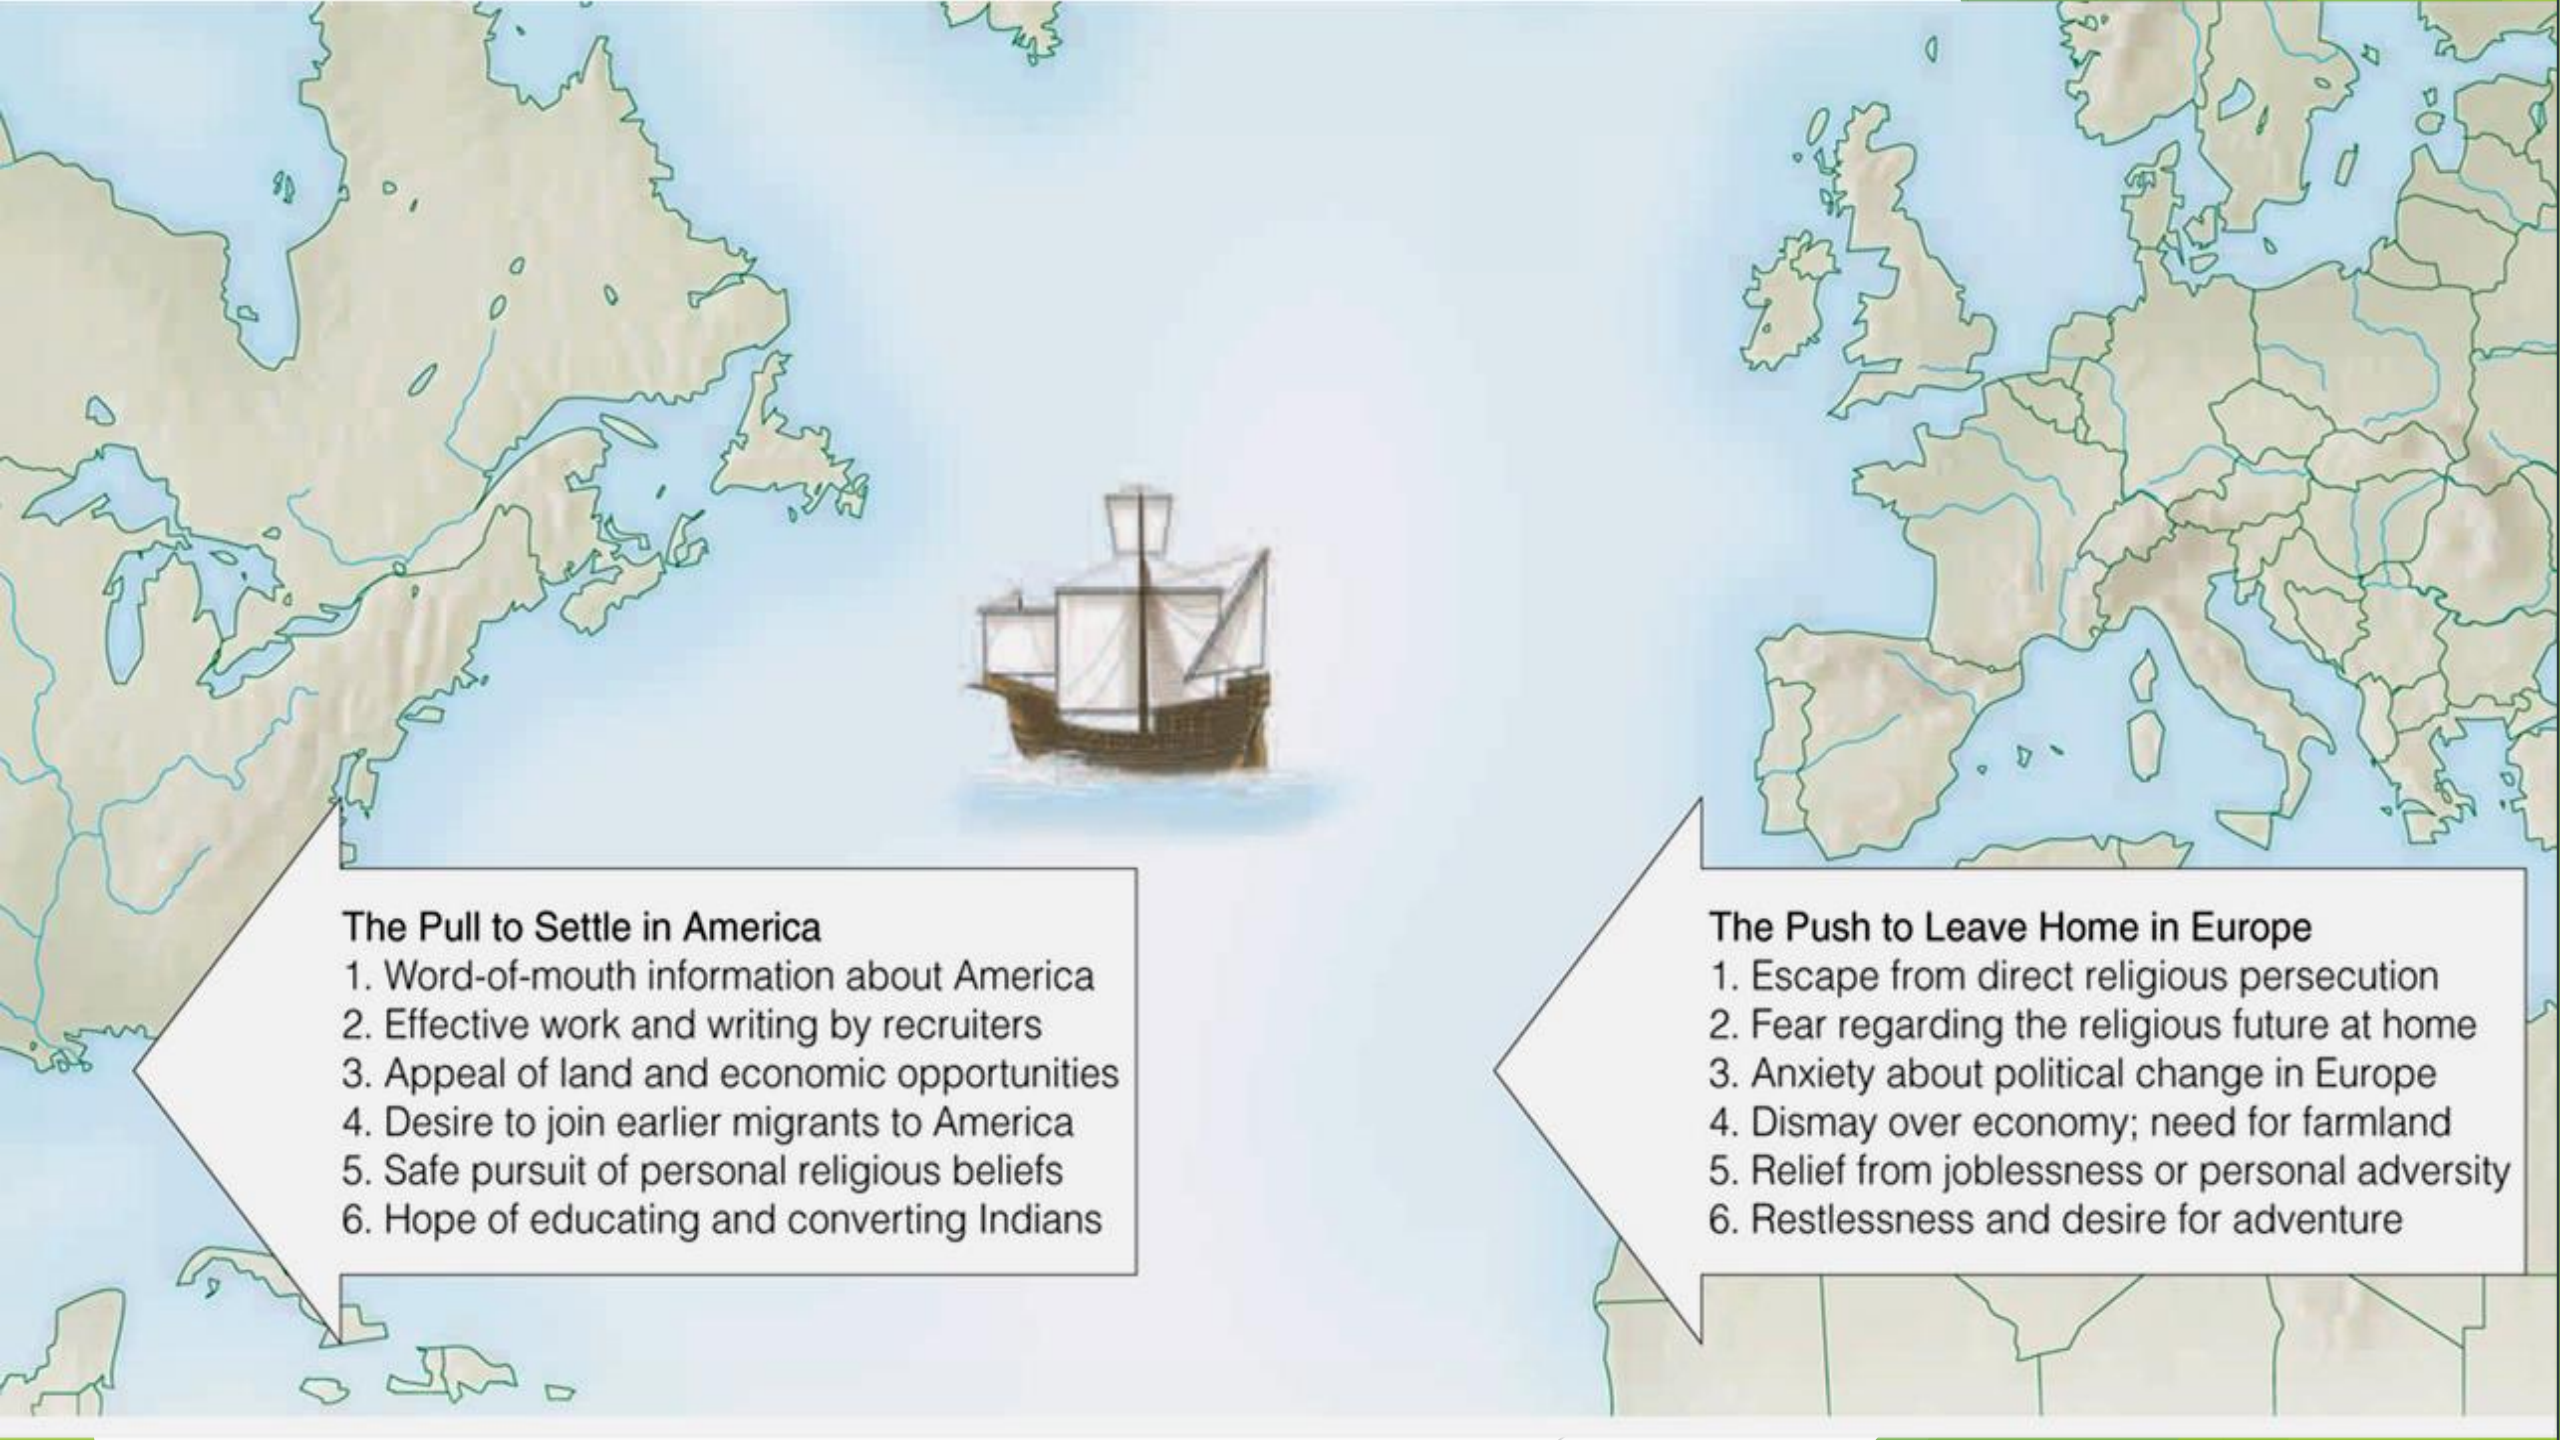 The Pull to Settle in America
1. Word-of-mouth information about America
2. Effective work and writing by recruiters
3. Appeal of land and economic opportunities
4. Desire to join earlier migrants to America
5. Safe pursuit of personal religious beliefs
6. Hope of educating and converting Indians
The Push to Leave Home in Europe
1. Escape from direct religious persecution
2. Fear regarding the religious future at home
3. Anxiety about political change in Europe
4. Dismay over economy; need for farmland
5. Relief from joblessness or personal adversity
6. Restlessness and desire for adventure